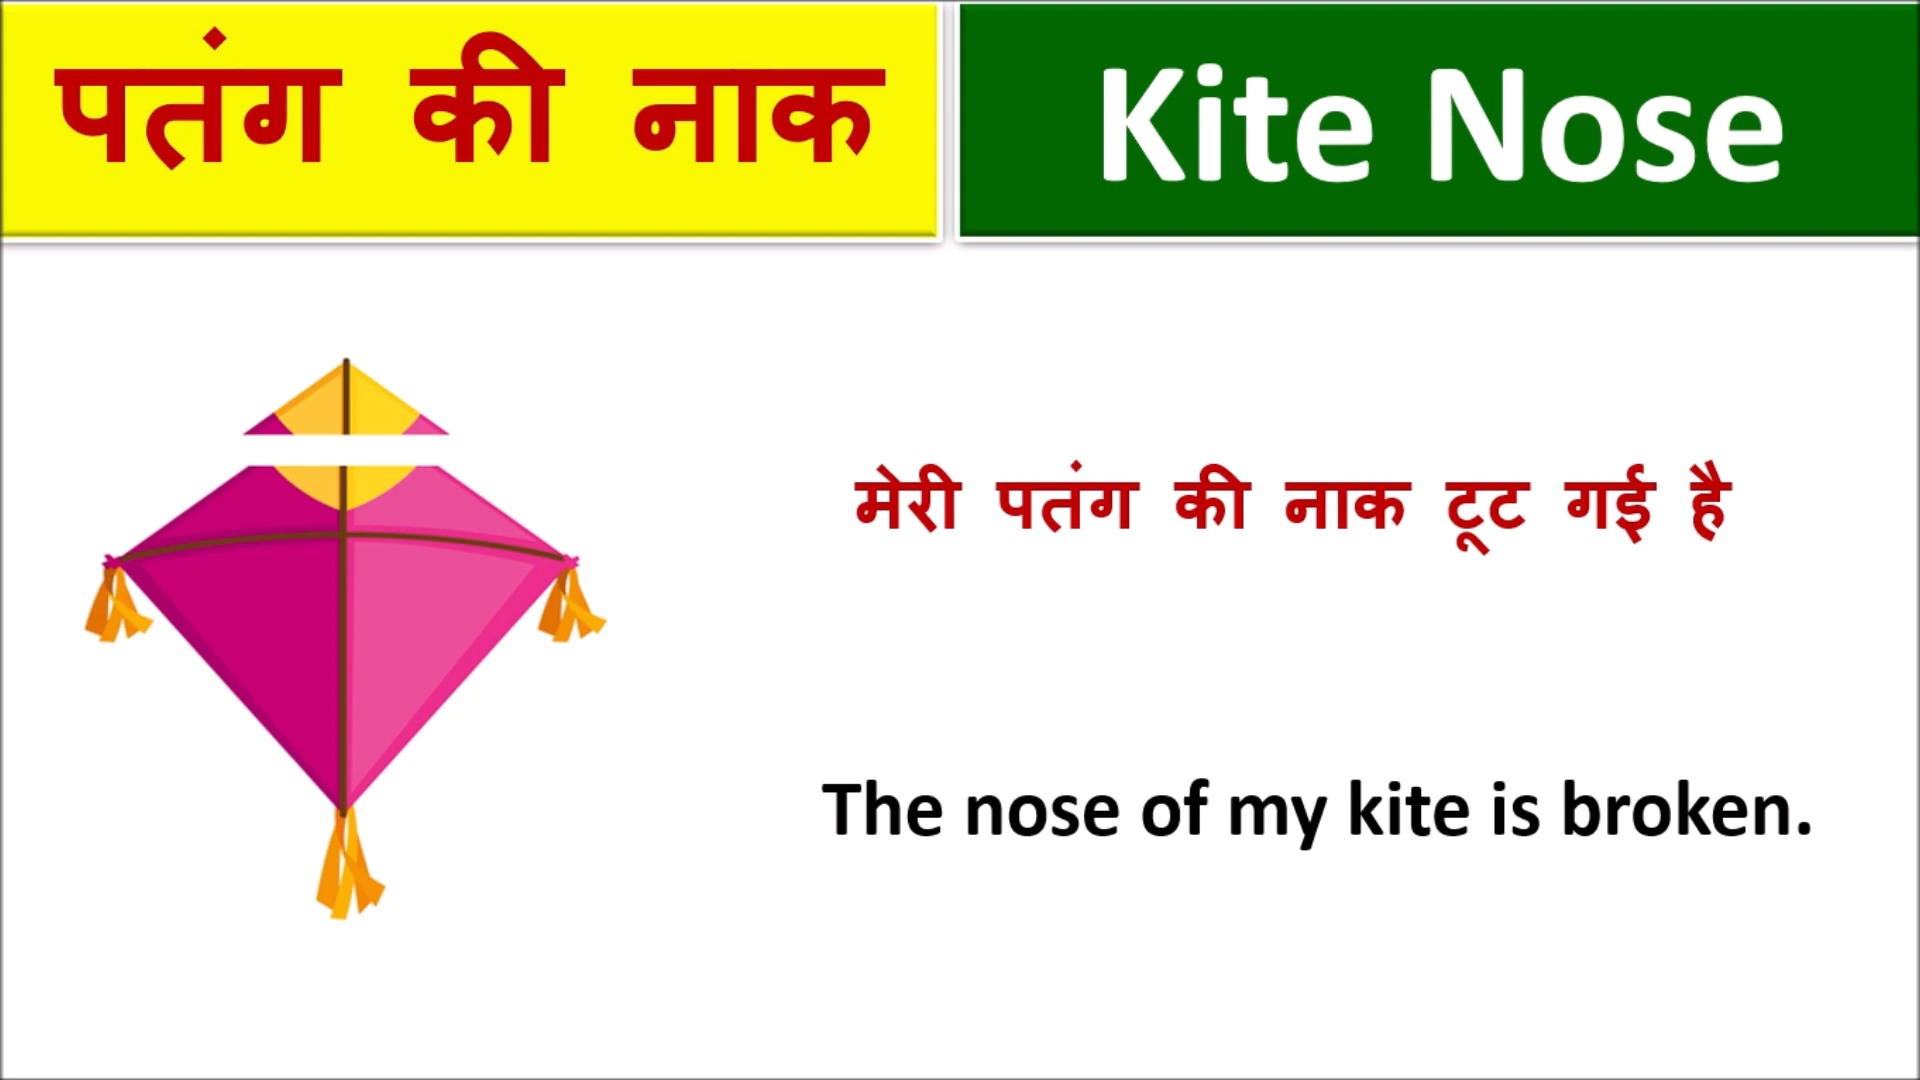 पतंग की नाक
Kite Nose
मेरी पतंग की नाक टूट गई है
The nose of my kite is broken.